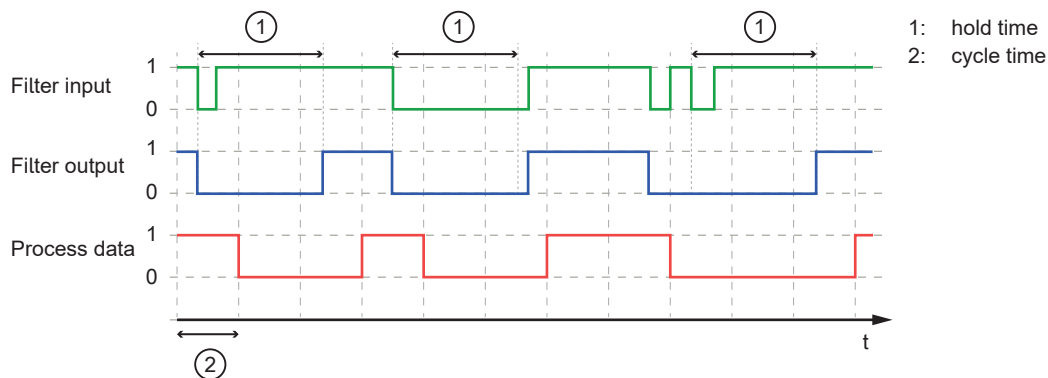 1 1 1
1: hold time
2: cycle time
Filter input 1
0
Filter output 1
0
Process data 1
0
t
2